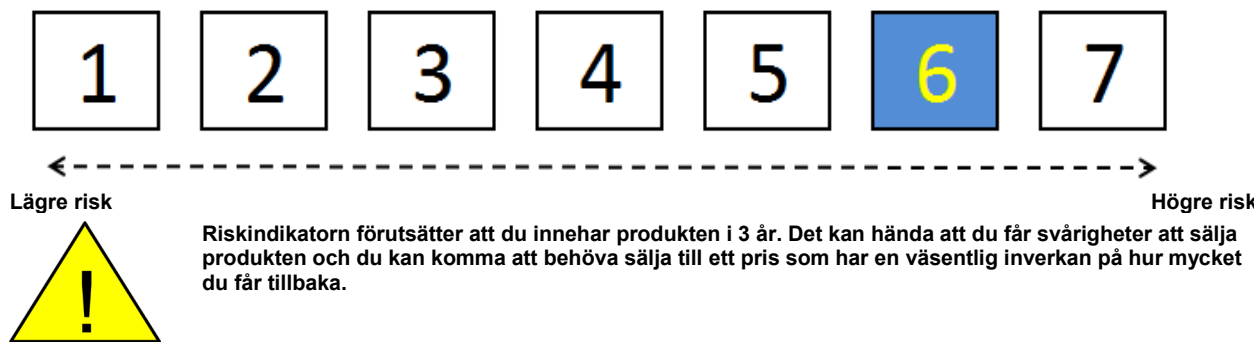 1 2 3 4 5 6 7
Lägre risk Högre risk
Riskindikatorn förutsätter att du innehar produkten i 3 år. Det kan hända att du får svårigheter att sälja
produkten och du kan komma att behöva sälja till ett pris som har en väsentlig inverkan på hur mycket
du får tillbaka.
!